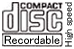 COMPACT
disc
Recordable
High speed